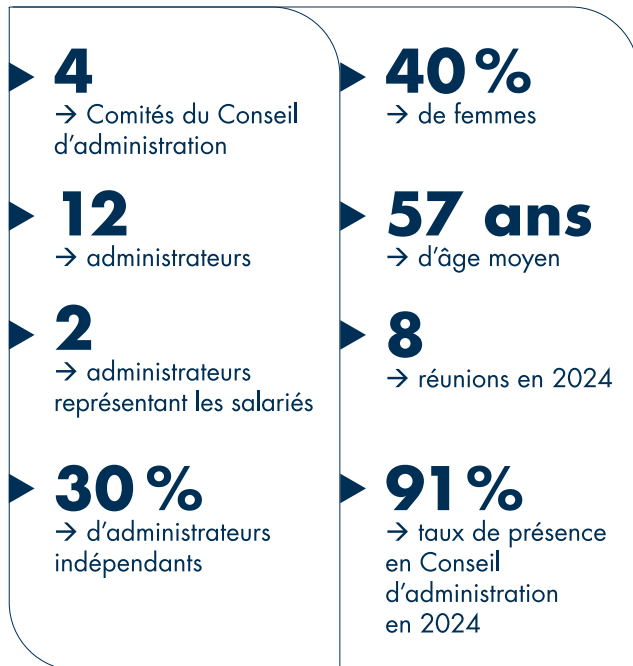 4
→ Comités du Conseil
d'administration
12
→ administrateurs
2
→ administrateurs
représentant les salariés
30 %
→ d'administrateurs
indépendants
40 %
→ de femmes
57 ans
→ d'âge moyen
8
→ réunions en 2024
91 %
→ taux de présence
en Conseil
d'administration
en 2024